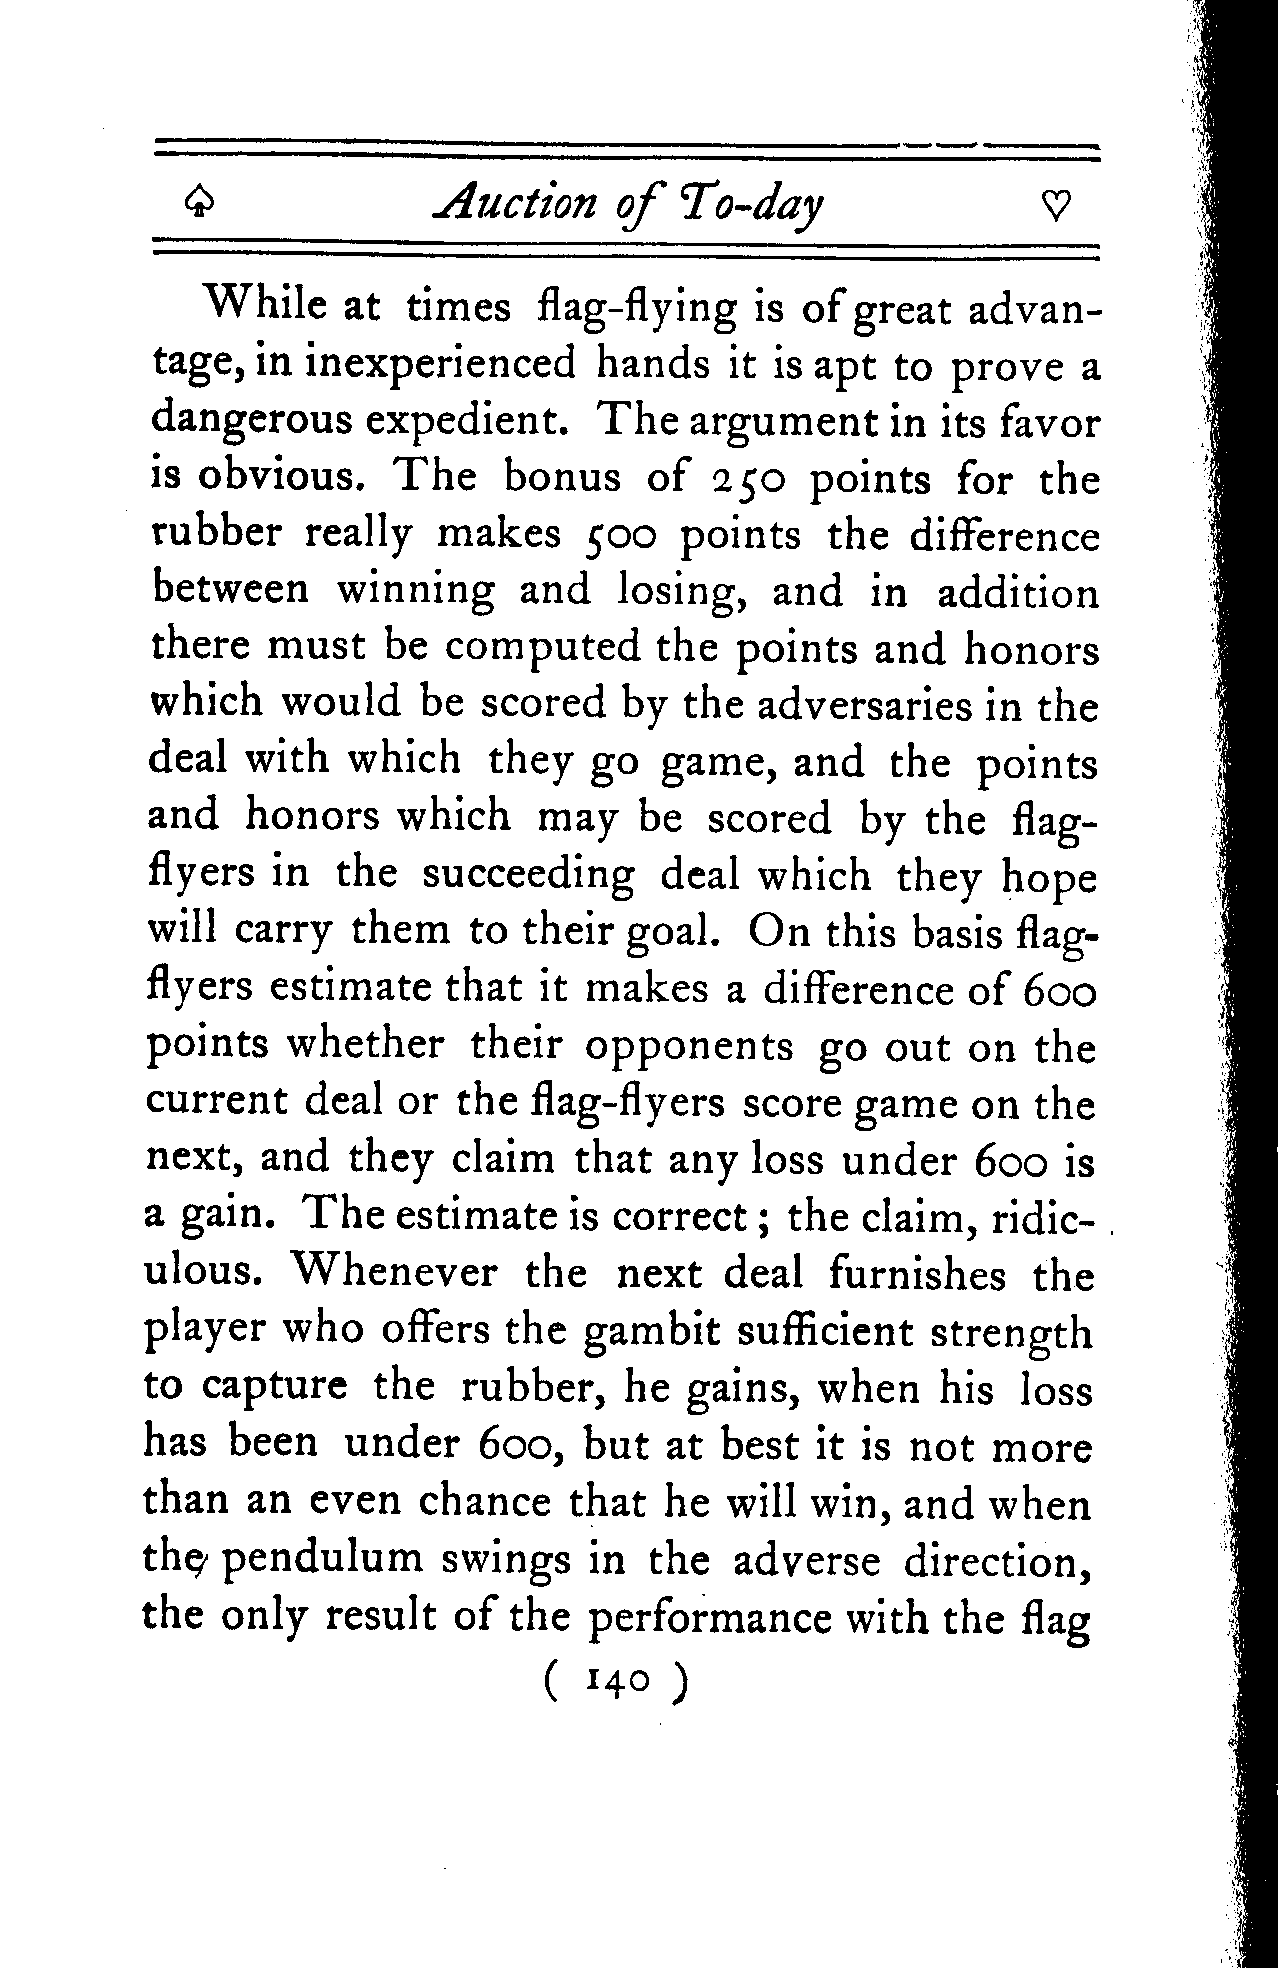 ♤ Auction of To-day ♡
While at times flag-flying is of great advan-
tage, in inexperienced hands it is apt to prove a
dangerous expedient. The argument in its favor
is obvious. The bonus of 250 points for the
rubber really makes 500 points the difference
between winning and losing, and in addition
there must be computed the points and honors
which would be scored by the adversaries in the
deal with which they go game, and the points
and honors which may be scored by the flag-
flyers in the succeeding deal which they hope
will carry them to their goal. On this basis flag-
flyers estimate that it makes a difference of 600
points whether their opponents go out on the
current deal or the flag-flyers score game on the
next, and they claim that any loss under 600 is
a gain. The estimate is correct; the claim, ridic-
ulous. Whenever the next deal furnishes the
player who offers the gambit sufficient strength
to capture the rubber, he gains, when his loss
has been under 600, but at best it is not more
than an even chance that he will win, and when
the pendulum swings in the adverse direction,
the only result of the performance with the flag
( 140 )